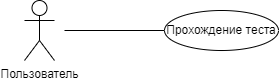 Прохождение теста
Пользователь